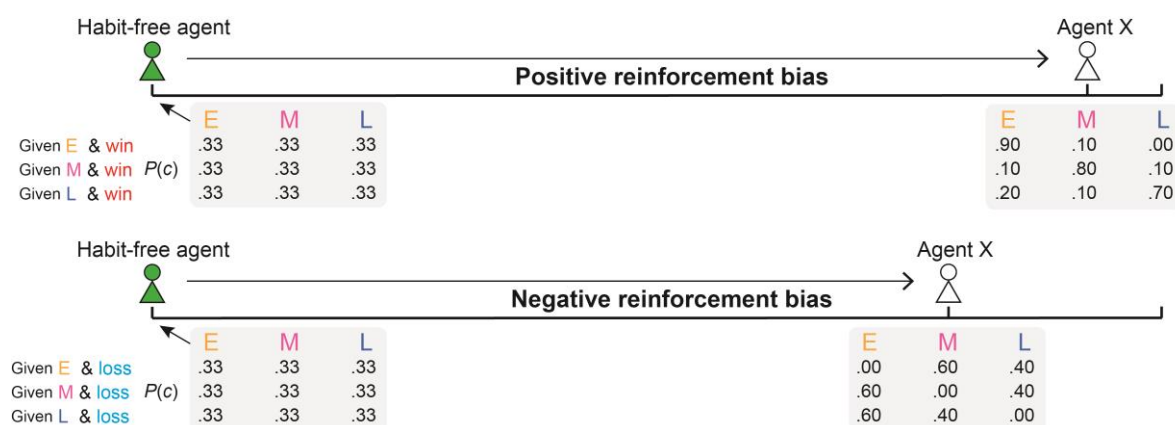 Habit-free agent Agent X
Positive reinforcement bias
E M L E M L
Given E & win .33 .33 .33 .90 .10 .00
Given M & win P(c) .33 .33 .33 .10 .80 .10
Given L & win .33 .33 .33 .20 .10 .70
Habit-free agent Agent X
Negative reinforcement bias
E M L E M L
Given E & loss .33 .33 .33 .00 .60 .40
Given M & loss P(c) .33 .33 .33 .60 .00 .40
Given L & loss .33 .33 .33 .60 .40 .00